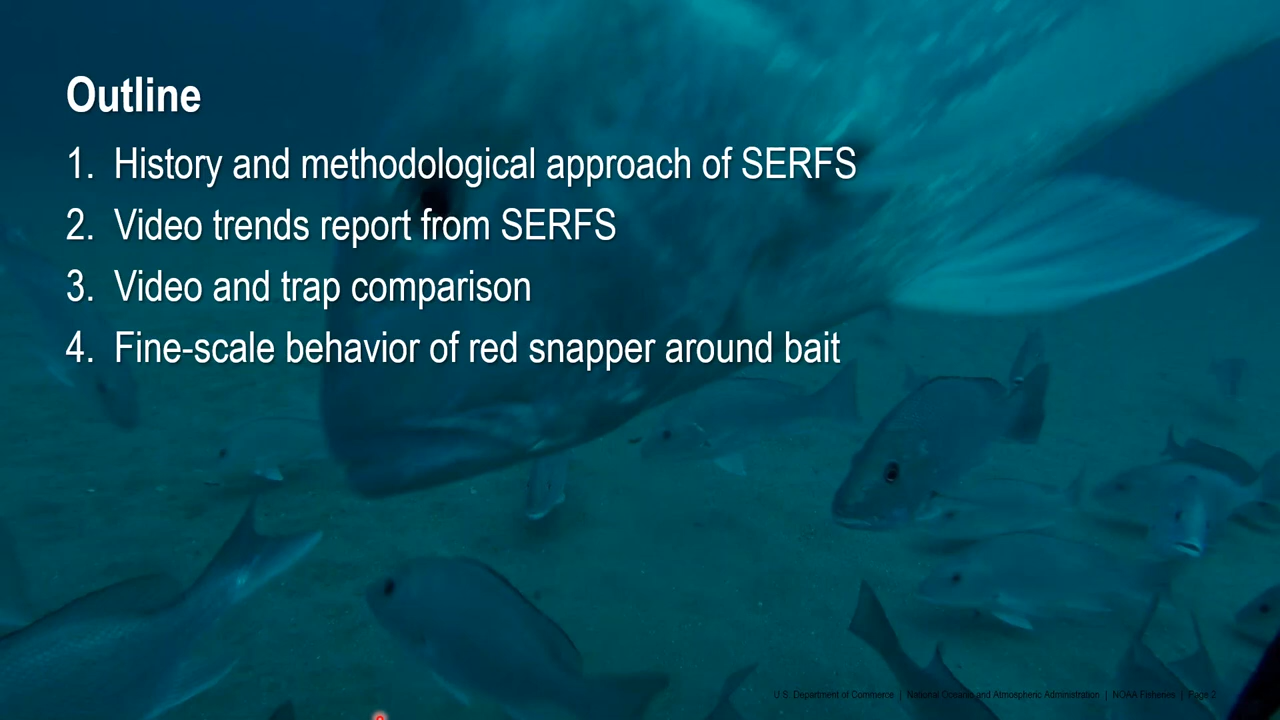 Outline
1. History and methodological approach of SERFS
2. Video trends report from SERFS
3. Video and trap comparison
4. Fine-scale behavior of red snapper around bait
U.S. Department of Commerce | National Oceanic and Atmospheric Administration | NOAA Fisheries | Page 2